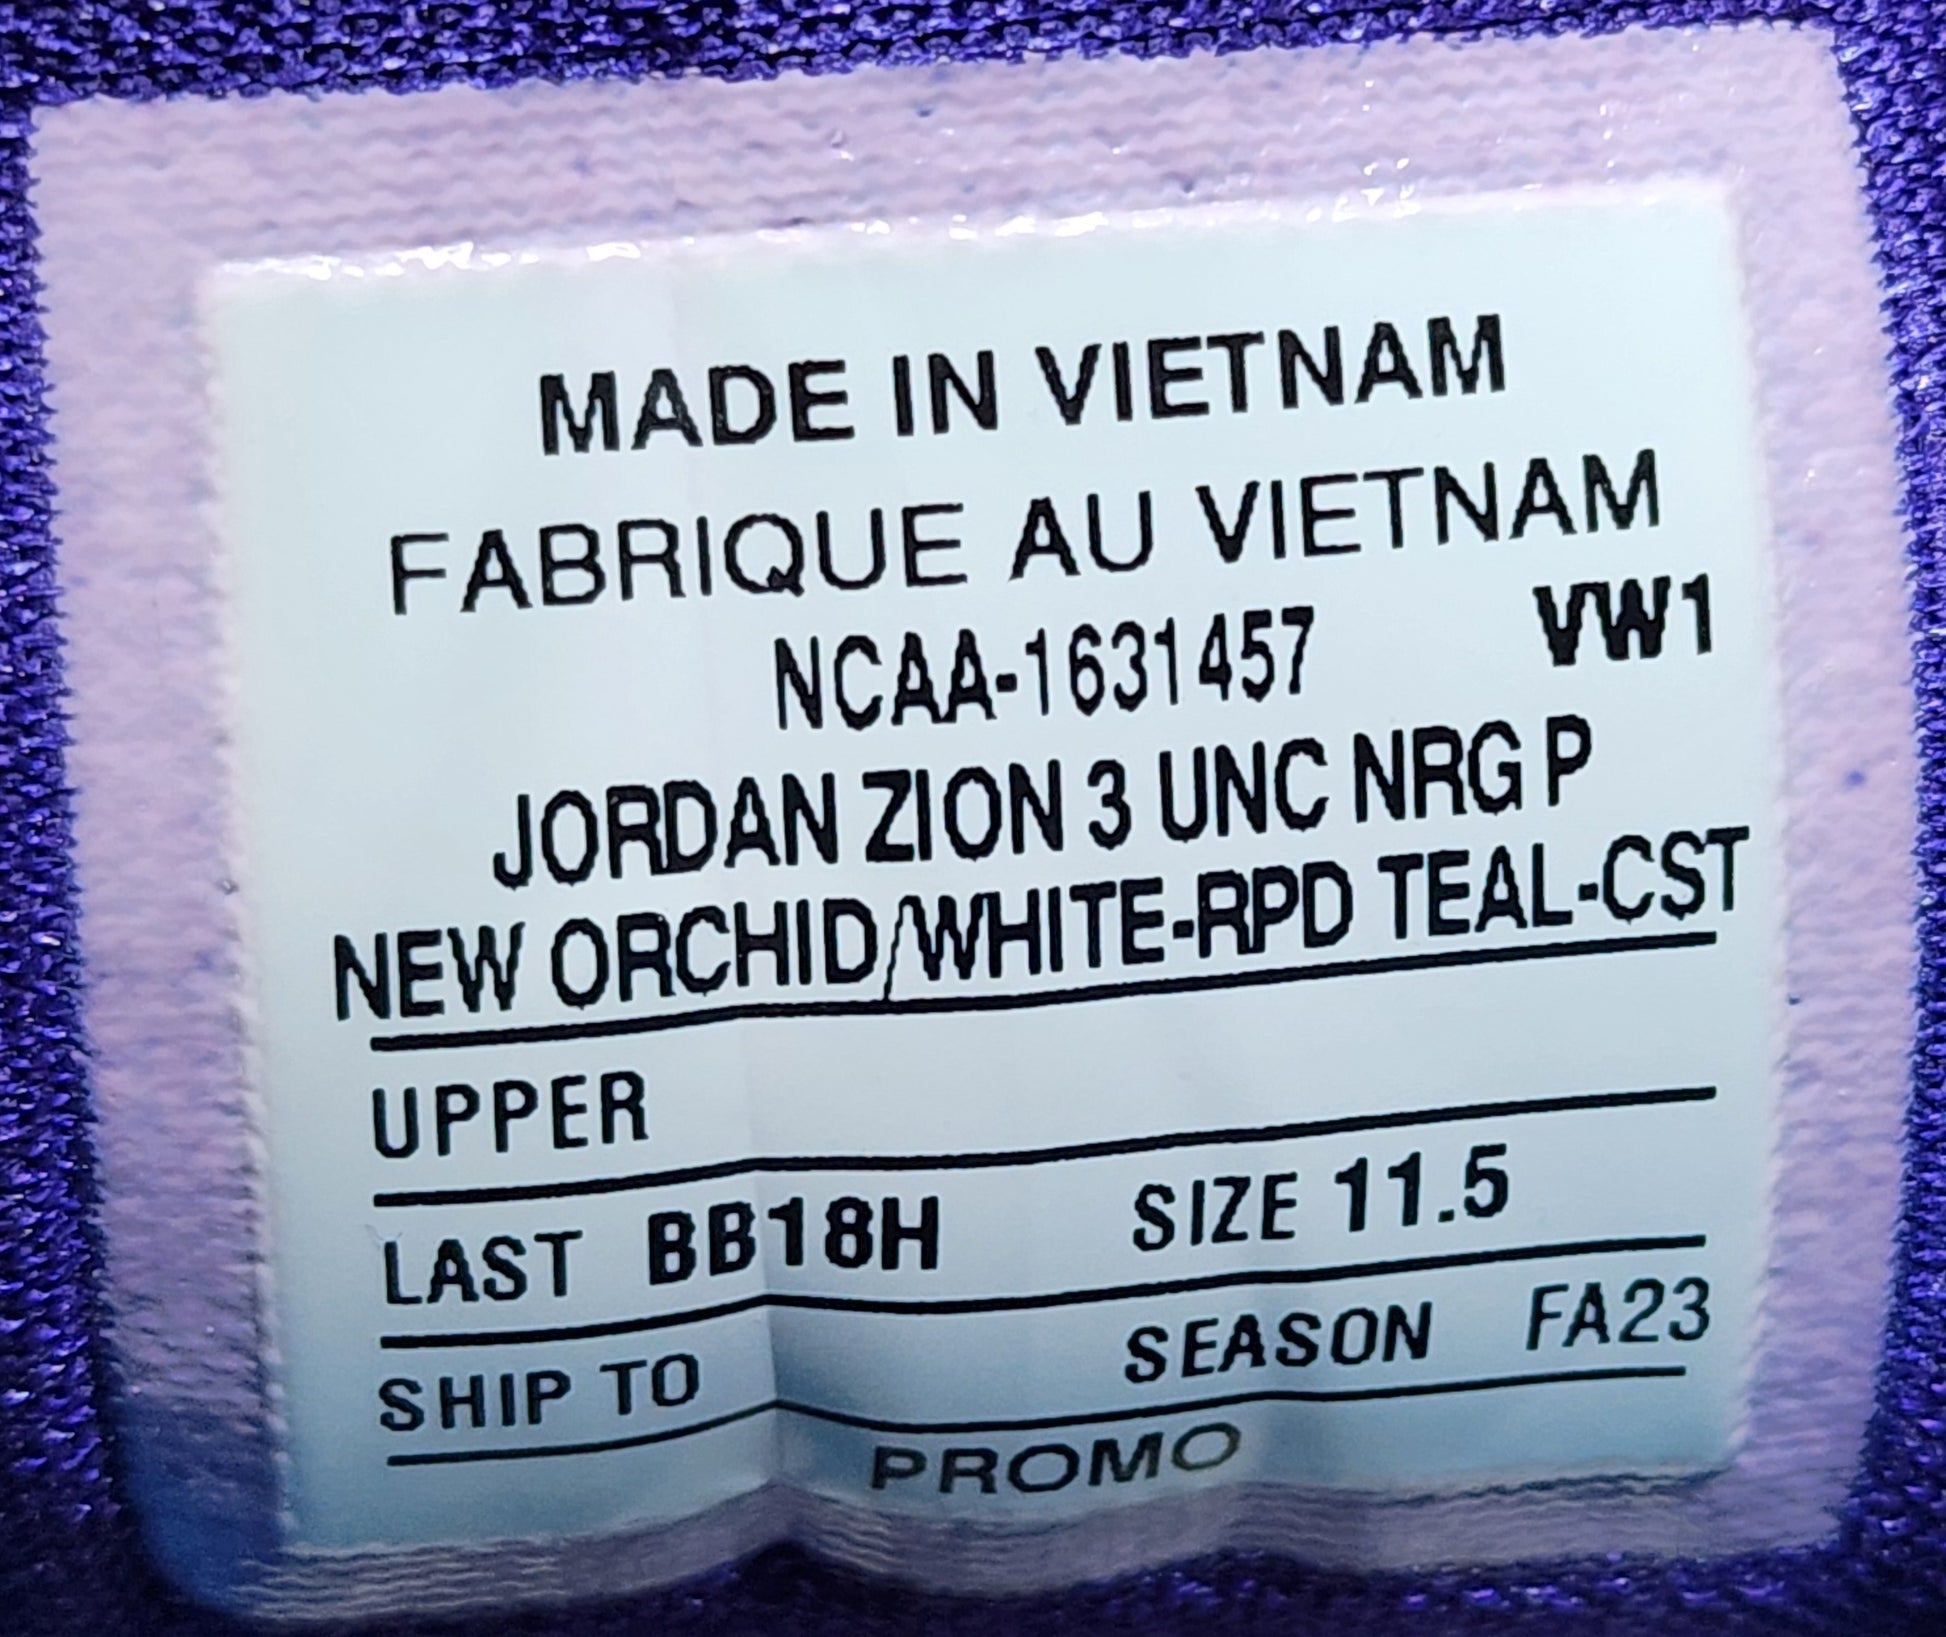 MADE IN VIETNAM
FABRIQUE AU VIETNAM
NCAA-1631457 VW1
JORDAN ZION 3 UNC NRG P
NEW ORCHID/WHITE-RPD TEAL-CST
UPPER
LAST BB18H SIZE 11.5
SHIP TO SEASON FA23
PROMO